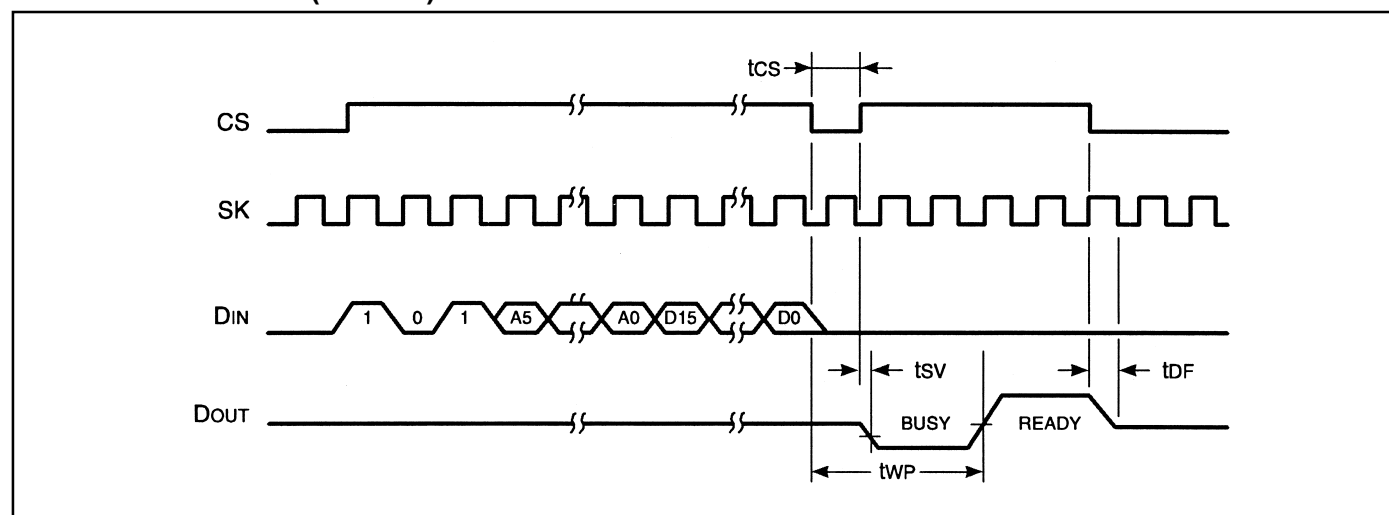 tCS
CS
SK
DIN
1 0 1 A5 A0 D15 D0
tSV
tDF
DOUT
BUSY
READY
tWP